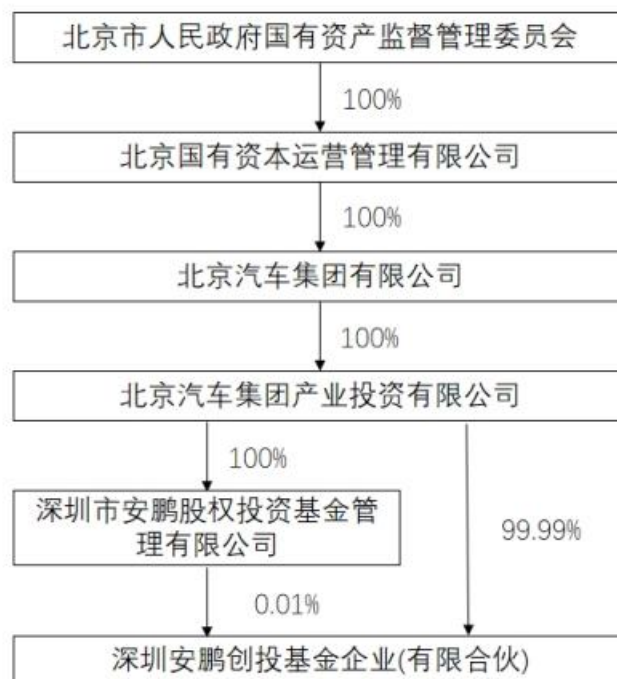 北京市人民政府国有资产监督管理委员会
100%
北京国有资本运营管理有限公司
100%
北京汽车集团有限公司
100%
北京汽车集团产业投资有限公司
100%
深圳市安鹏股权投资基金管
理有限公司
99.99%
0.01%
深圳安鹏创投基金企业(有限合伙)